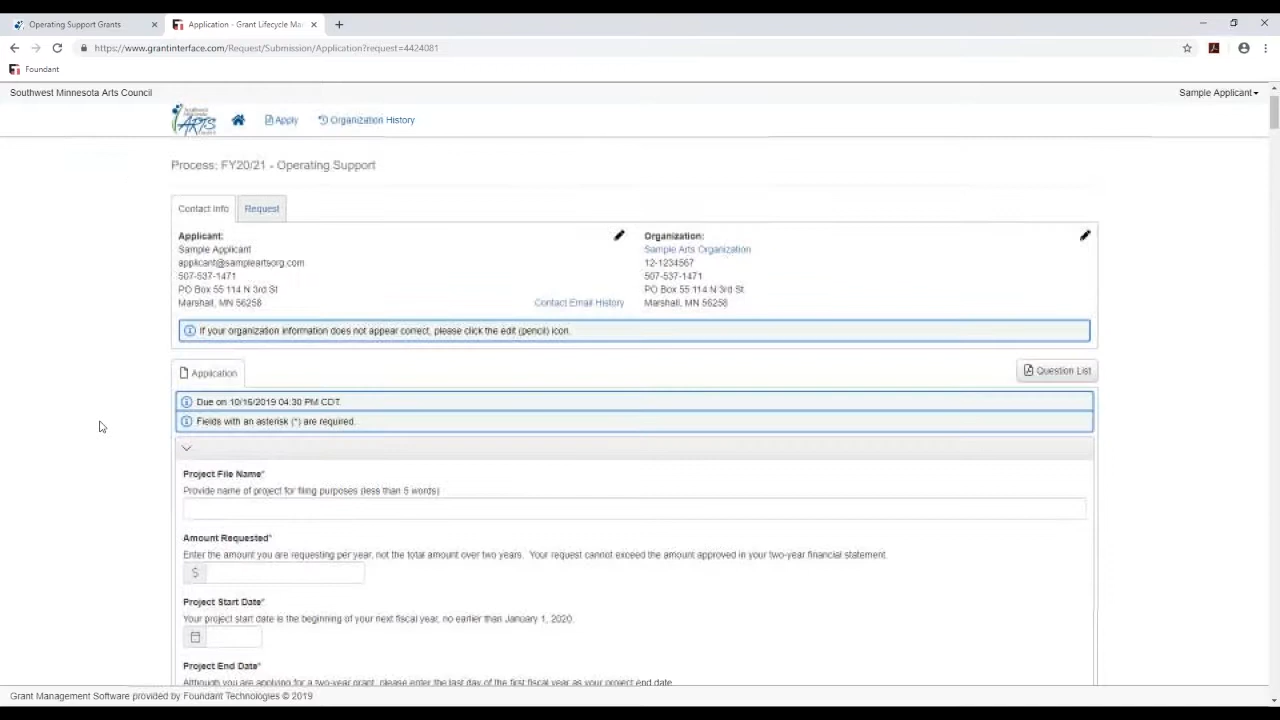 Operating Support Grants
Application - Grant Lifecycle Ma
https://www.grantinterface.com/Request/Submission/Application?request=4424081
Foundant
Southwest Minnesota Arts Council
Sample Applicant
Southwest Minnesota
ARTS
Apply
Organization History
Process: FY20/21 - Operating Support
Contact Info
Request
Applicant:
Sample Applicant
applicant@sampleartsorg.com
507-537-1471
PO Box 55 114 N 3rd St
Marshall, MN 56258
Contact Email History
Organization:
Sample Arts Organization
12-1234567
507-537-1471
PO Box 55 114 N 3rd St
Marshall, MN 56258
If your organization information does not appear correct, please click the edit (pencil) icon.
Application
Question List
Due on 10/16/2019 04:30 PM CDT.
Fields with an asterisk (*) are required.
Project File Name*
Provide name of project for filing purposes (less than 5 words)
Amount Requested*
Enter the amount you are requesting per year, not the total amount over two years. Your request cannot exceed the amount approved in your two-year financial statement.
$
Project Start Date*
Your project start date is the beginning of your next fiscal year, no earlier than January 1, 2020.
Project End Date*
Although you are applying for a two-year grant, please enter the last day of the first fiscal year as your project end date
Grant Management Software provided by Foundant Technologies © 2019